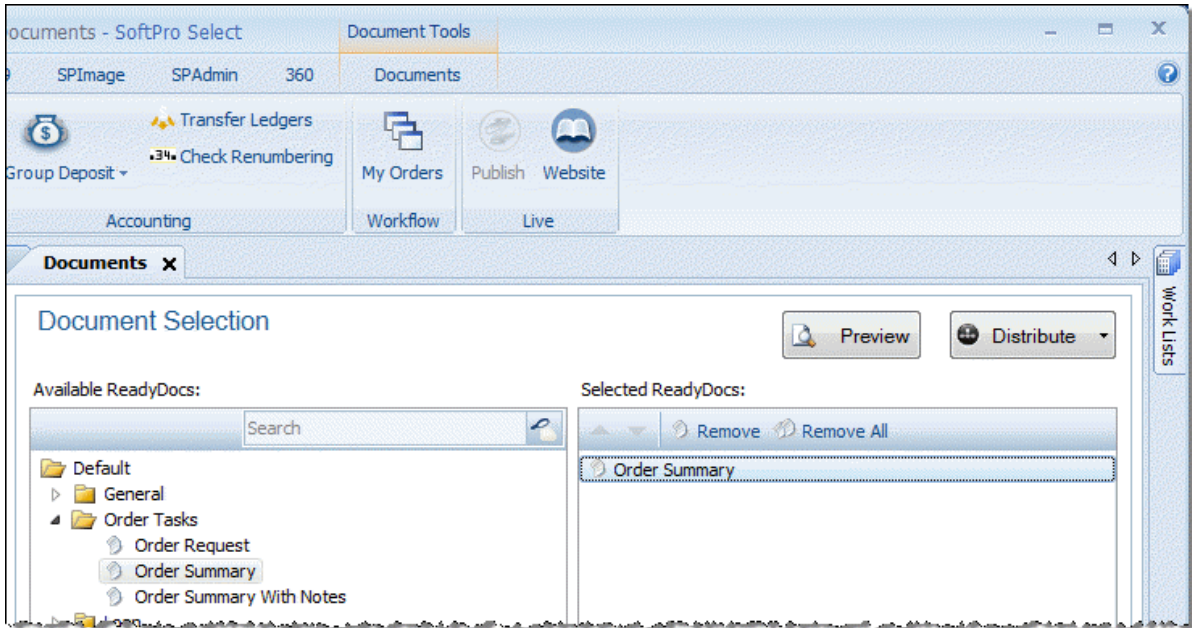 ocuments - SoftPro Select Document Tools
9 SPImage SPAdmin 360 Documents
Group Deposit Transfer Ledgers
Check Renumbering
My Orders Publish Website
Accounting Workflow Live
Documents
Work Lists
Document Selection Preview Distribute
Available ReadyDocs: Selected ReadyDocs:
Search Remove Remove All
Default Order Summary
General
Order Tasks
Order Request
Order Summary
Order Summary With Notes